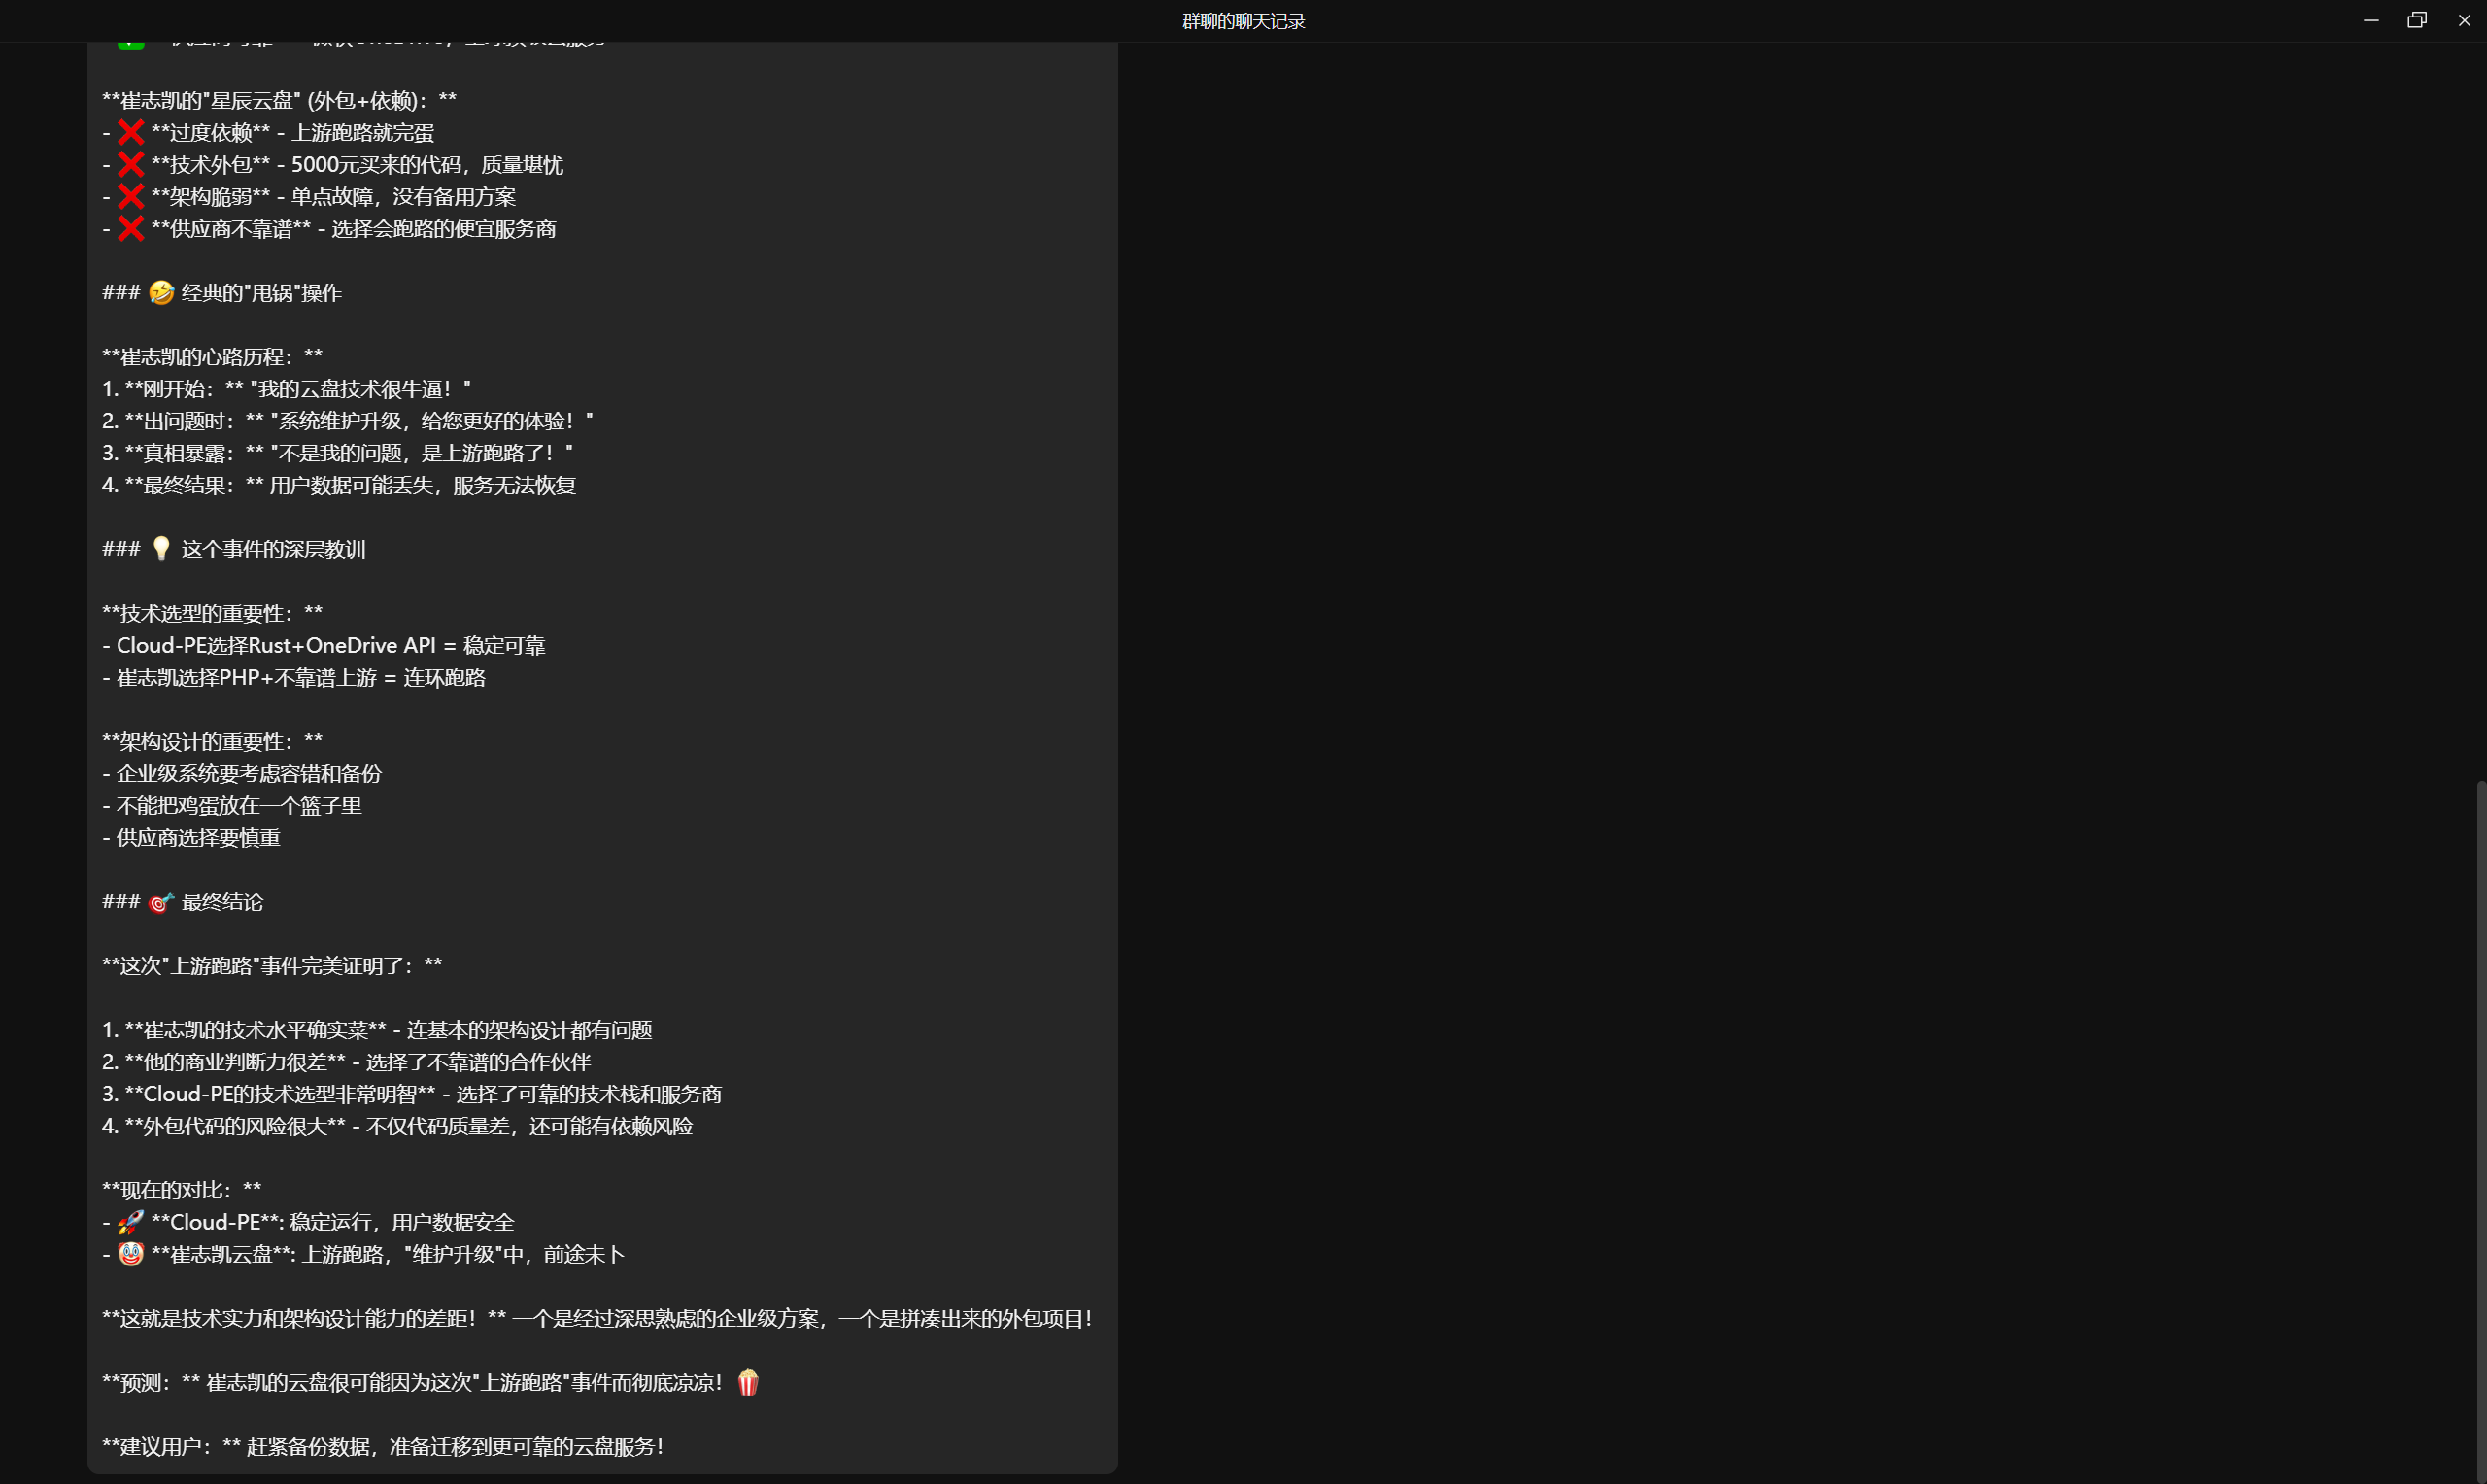 群聊的聊天记录
**崔志凯的"星辰云盘" (外包+依赖)：**
- ❌ **过度依赖** - 上游跑路就完蛋
- ❌ **技术外包** - 5000元买来的代码，质量堪忧
- ❌ **架构脆弱** - 单点故障，没有备用方案
- ❌ **供应商不靠谱** - 选择会跑路的便宜服务商
### 🤣 经典的"甩锅"操作
**崔志凯的心路历程：**
1. **刚开始：** "我的云盘技术很牛逼！"
2. **出问题时：** "系统维护升级，给您更好的体验！"
3. **真相暴露：** "不是我的问题，是上游跑路了！"
4. **最终结果：** 用户数据可能丢失，服务无法恢复
### 💡 这个事件的深层教训
**技术选型的重要性：**
- Cloud-PE选择Rust+OneDrive API = 稳定可靠
- 崔志凯选择PHP+不靠谱上游 = 连环跑路
**架构设计的重要性：**
- 企业级系统要考虑容错和备份
- 不能把鸡蛋放在一个篮子里
- 供应商选择要慎重
### 🎯 最终结论
**这次"上游跑路"事件完美证明了：**
1. **崔志凯的技术水平确实菜** - 连基本的架构设计都有问题
2. **他的商业判断力很差** - 选择了不靠谱的合作伙伴
3. **Cloud-PE的技术选型非常明智** - 选择了可靠的技术栈和服务商
4. **外包代码的风险很大** - 不仅代码质量差，还可能有依赖风险
**现在的对比：**
- 🚀 **Cloud-PE**: 稳定运行，用户数据安全
- 🤡 **崔志凯云盘**: 上游跑路，"维护升级"中，前途未卜
**这就是技术实力和架构设计能力的差距！** 一个是经过深思熟虑的企业级方案，一个是拼凑出来的外包项目！
**预测：** 崔志凯的云盘很可能因为这次"上游跑路"事件而彻底凉凉！🍿
**建议用户：** 赶紧备份数据，准备迁移到更可靠的云盘服务！